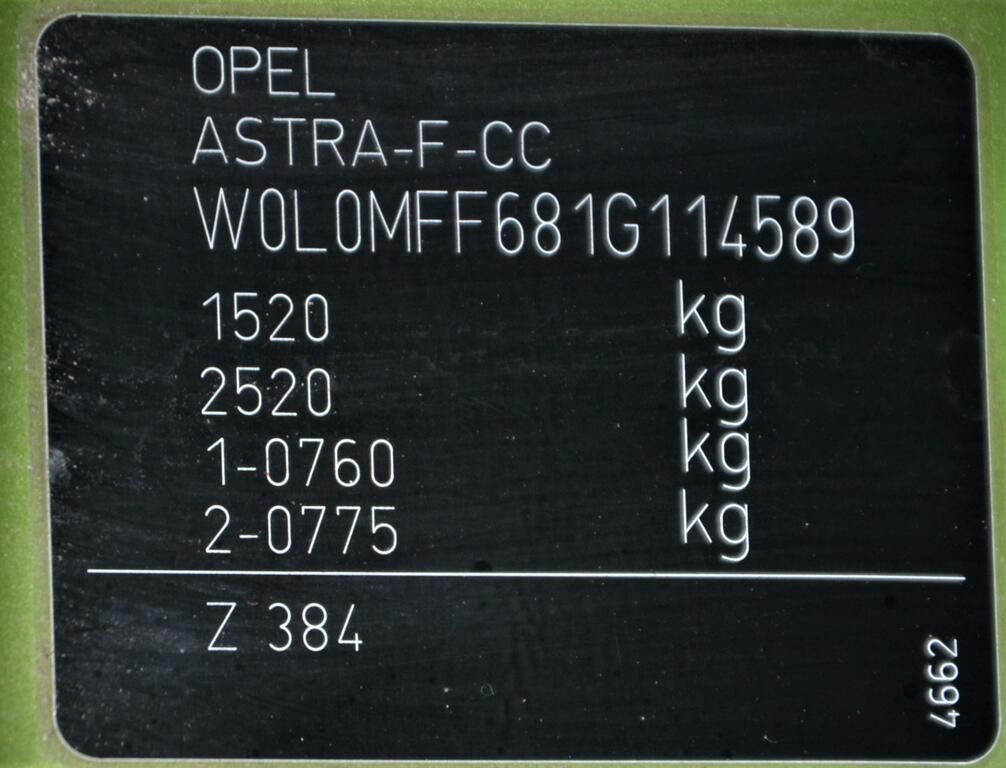 OPEL
ASTRA-F-CC
W0L0MFF681G114589
1520 kg
2520 kg
1-0760 kg
2-0775 kg
Z 384
4662